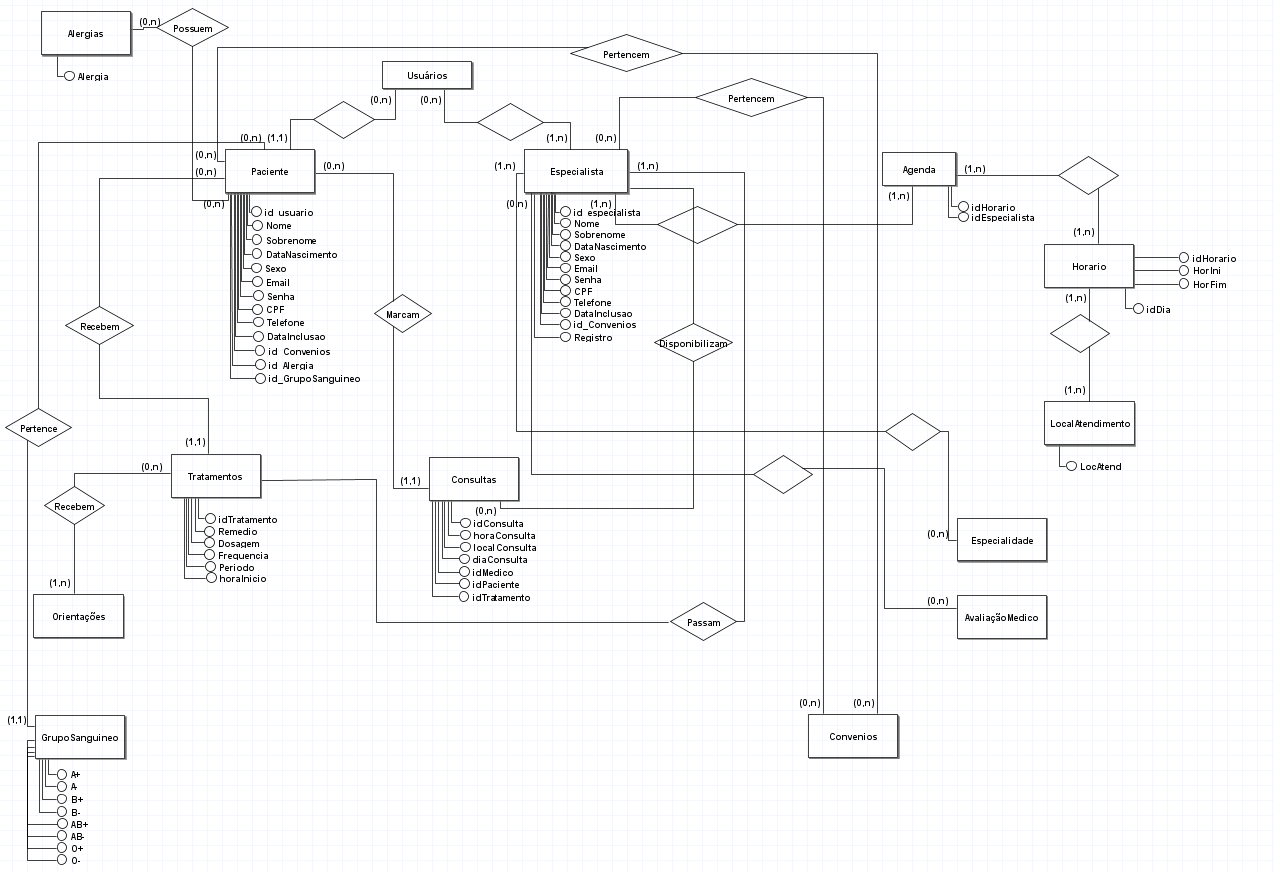 (0,n)
Possuem
Alergias
Alergia
Pertencem
Usuários
(0,n)
(0,n)
Pertencem
(0,n)
(1,1)
(1,n)
(0,n)
(0,n)
(0,n)
(0,n)
Paciente
(0,n)
(1,n)
Especialista
(1,n)
Agenda
(1,n)
(0,n)
(0,n)
(1,n)
(1,n)
id_usuario
Nome
Sobrenome
DataNascimento
Sexo
Email
Senha
CPF
Telefone
DataInclusao
id_Convenios
id_Alergia
id_GrupoSanguineo
id_especialista
Nome
Sobrenome
DataNascimento
Sexo
Email
Senha
CPF
Telefone
DataInclusao
id_Convenios
Registro
idHorario
idEspecialista
(1,n)
Horario
idHorario
HorIni
HorFim
idDia
(1,n)
Marcam
Recebem
Disponibilizam
(1,n)
LocalAtendimento
LocAtend
Pertence
(1,1)
(0,n)
Tratamentos
Recebem
idTratamento
Remedio
Dosagem
Frequencia
Periodo
horaInicio
(1,n)
Orientações
(1,1)
Consultas
(0,n)
idConsulta
horaConsulta
localConsulta
diaConsulta
idMedico
idPaciente
idTratamento
(0,n)
Especialidade
(0,n)
AvaliaçãoMedico
Passam
(0,n)
(0,n)
Convenios
(1,1)
GrupoSanguineo
A+
A-
B+
B-
AB+
AB-
O+
O-